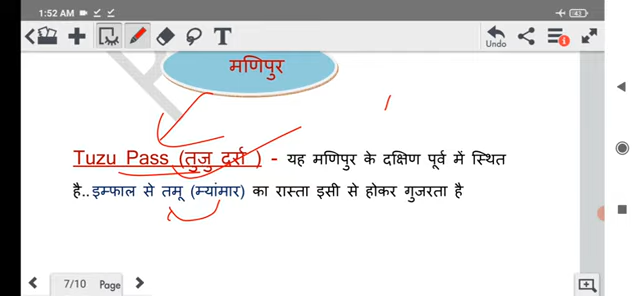 1:52 AM
43
T
Undo
मणिपुर
Tuzu Pass (तुजु दर्रा) - यह मणिपुर के दक्षिण पूर्व में स्थित
है.. इम्फाल से तमू (म्यांमार) का रास्ता इसी से होकर गुजरता है
7/10 Page